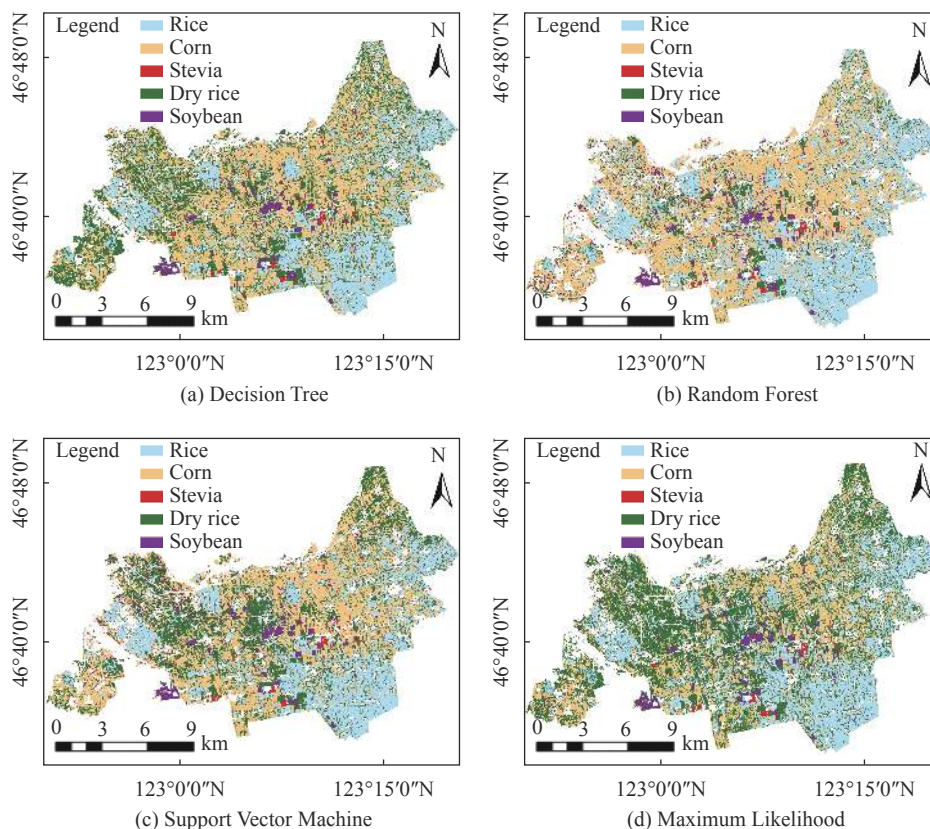 Legend
Rice
Corn
Stevia
Dry rice
Soybean
N
46°48′0″N
46°40′0″N
0 3 6 9
km
123°0′0″N 123°15′0″N
(a) Decision Tree
Legend
Rice
Corn
Stevia
Dry rice
Soybean
N
46°48′0″N
46°40′0″N
0 3 6 9
km
123°0′0″N 123°15′0″N
(b) Random Forest
Legend
Rice
Corn
Stevia
Dry rice
Soybean
N
46°48′0″N
46°40′0″N
0 3 6 9
km
123°0′0″N 123°15′0″N
(c) Support Vector Machine
Legend
Rice
Corn
Stevia
Dry rice
Soybean
N
46°48′0″N
46°40′0″N
0 3 6 9
km
123°0′0″N 123°15′0″N
(d) Maximum Likelihood